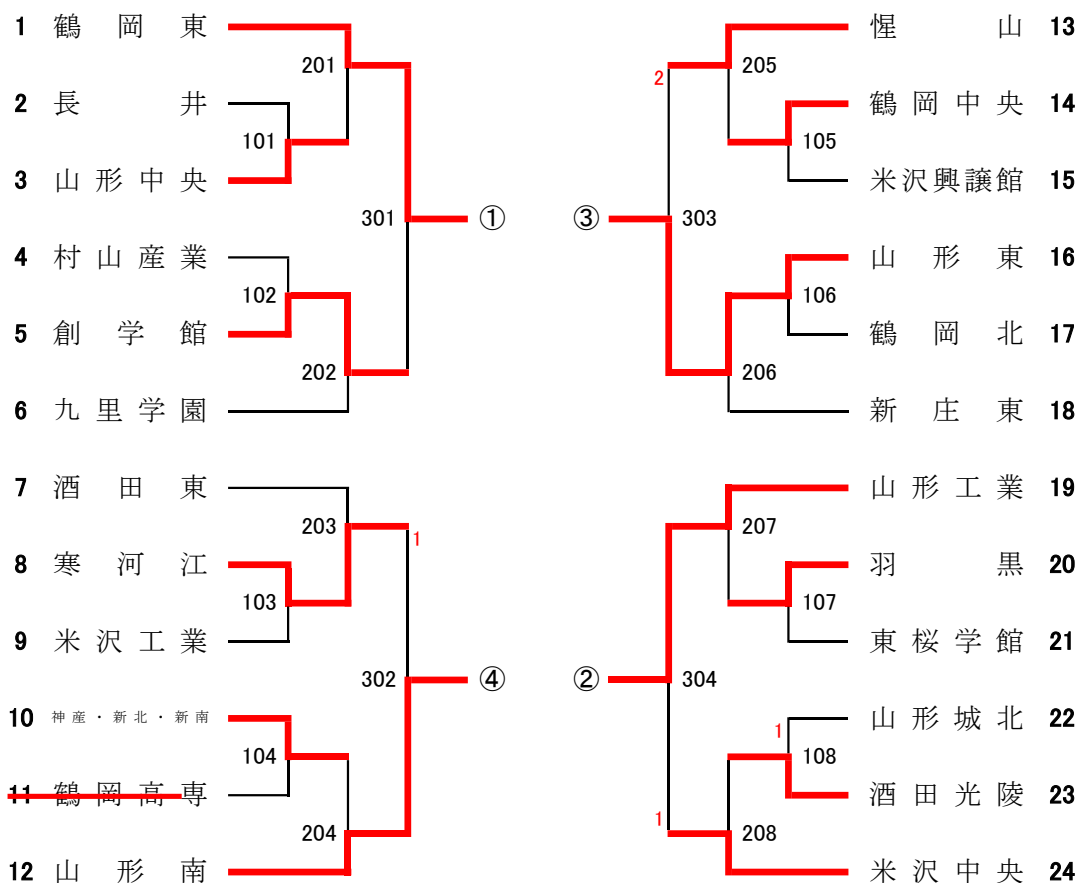 1 鶴岡東
201
2 長井
101
3 山形中央
301 ①
4 村山産業
102
5 創学館
202
6 九里学園
7 酒田東
203
1
8 寒河江
103
9 米沢工業
302 ④
10 神産・新北・新南
104
11 鶴岡高専
204
12 山形南
惺山 13
2 205
鶴岡中央 14
105
米沢興譲館 15
③ 303
山形東 16
106
鶴岡北 17
206
新庄東 18
山形工業 19
207
羽黒 20
107
東桜学館 21
② 304
山形城北 22
1 108
酒田光陵 23
1 208
米沢中央 24